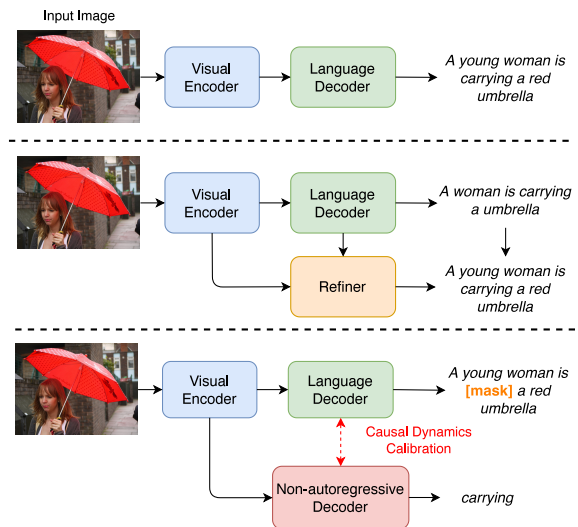 Input Image
Visual
Encoder
Language
Decoder
A young woman is
carrying a red
umbrella
Visual
Encoder
Language
Decoder
A woman is carrying
a umbrella
Refiner
A young woman is
carrying a red
umbrella
Visual
Encoder
Language
Decoder
A young woman is
[mask] a red
umbrella
Causal Dynamics
Calibration
Non-autoregressive
Decoder
carrying